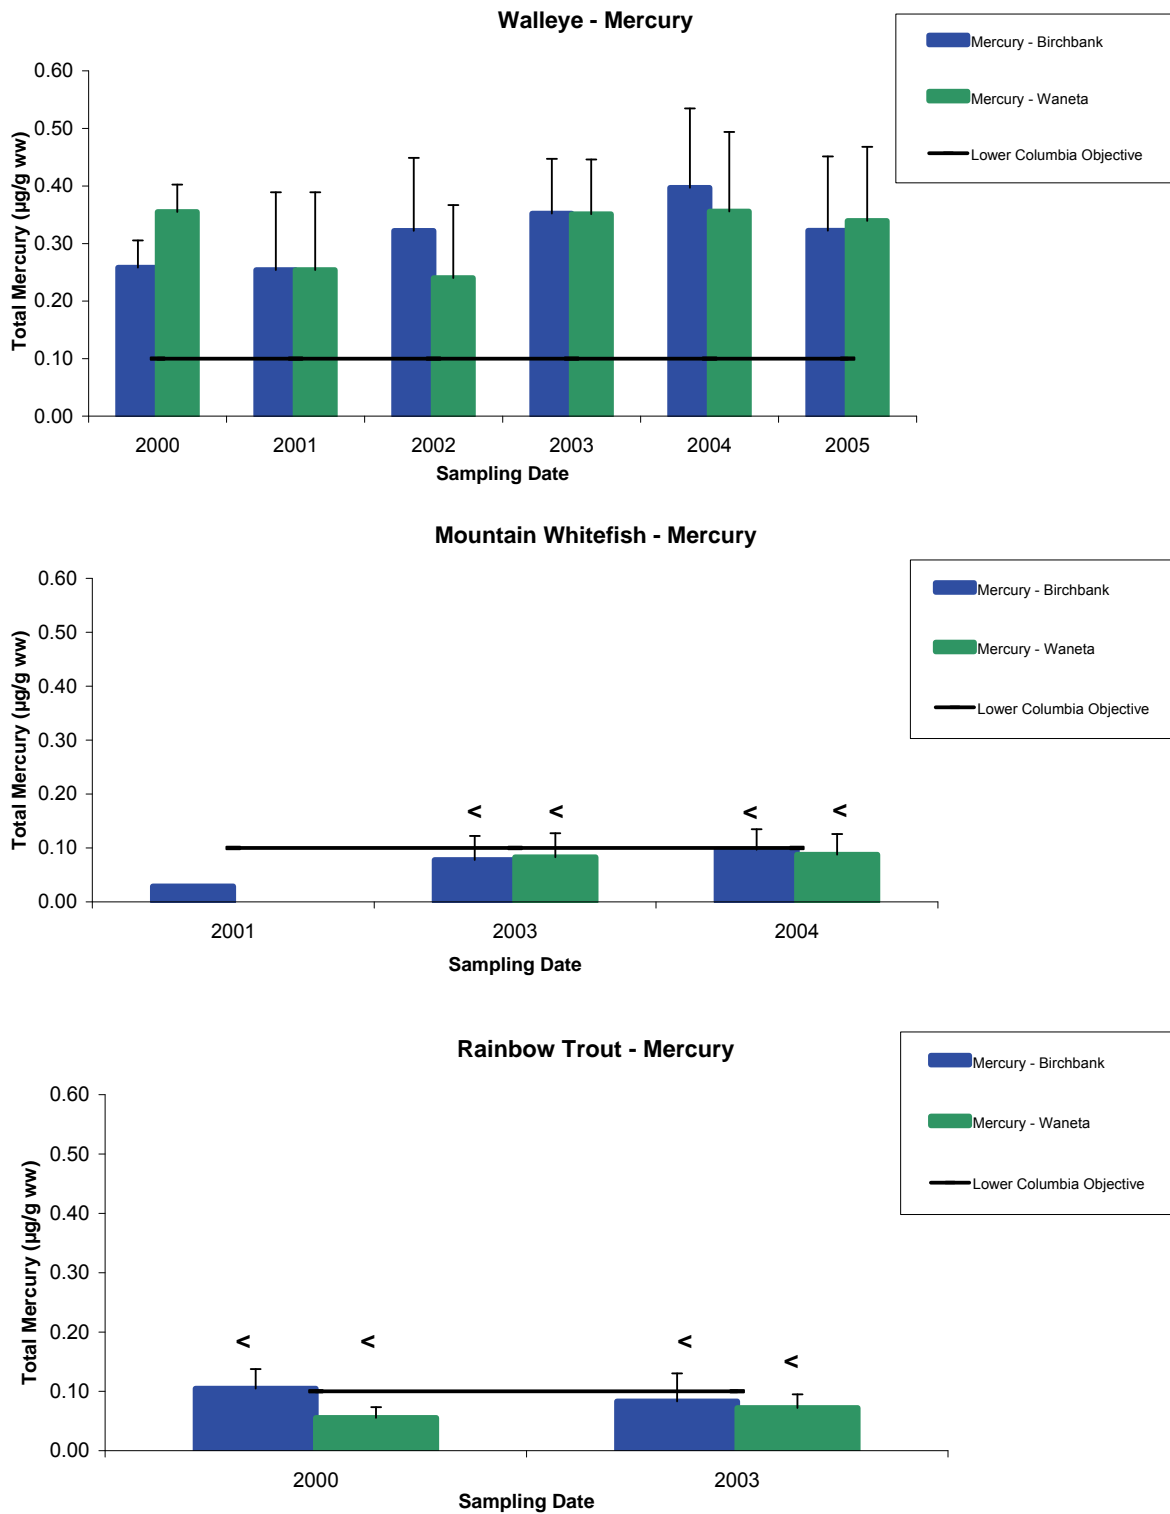 Walleye - Mercury
Mercury - Birchbank
Mercury - Waneta
Lower Columbia Objective
Total Mercury (µg/g ww)
0.60
0.50
0.40
0.30
0.20
0.10
0.00
2000 2001 2002 2003 2004 2005
Sampling Date
Mountain Whitefish - Mercury
Mercury - Birchbank
Mercury - Waneta
Lower Columbia Objective
Total Mercury (µg/g ww)
0.60
0.50
0.40
0.30
0.20
0.10
0.00
< < < <
2001 2003 2004
Sampling Date
Rainbow Trout - Mercury
Mercury - Birchbank
Mercury - Waneta
Lower Columbia Objective
Total Mercury (µg/g ww)
0.60
0.50
0.40
0.30
0.20
0.10
0.00
< < < <
2000 2003
Sampling Date